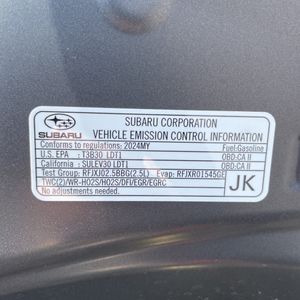 SUBARU CORPORATION
SUBARU
VEHICLE EMISSION CONTROL INFORMATION
Conforms to regulations: 2024MY Fuel:Gasoline
U.S. EPA : T3B30 LDT1 OBD:CA II
California : SULEV30 LDT1 OBD:CA II
Test Group: RFJXJ02.5BBG(2.5L) Evap: RFJXR01545GE
TWC(2)/WR-HO2S/HO2S/DFI/EGR/EGRC
No adjustments needed.
JK